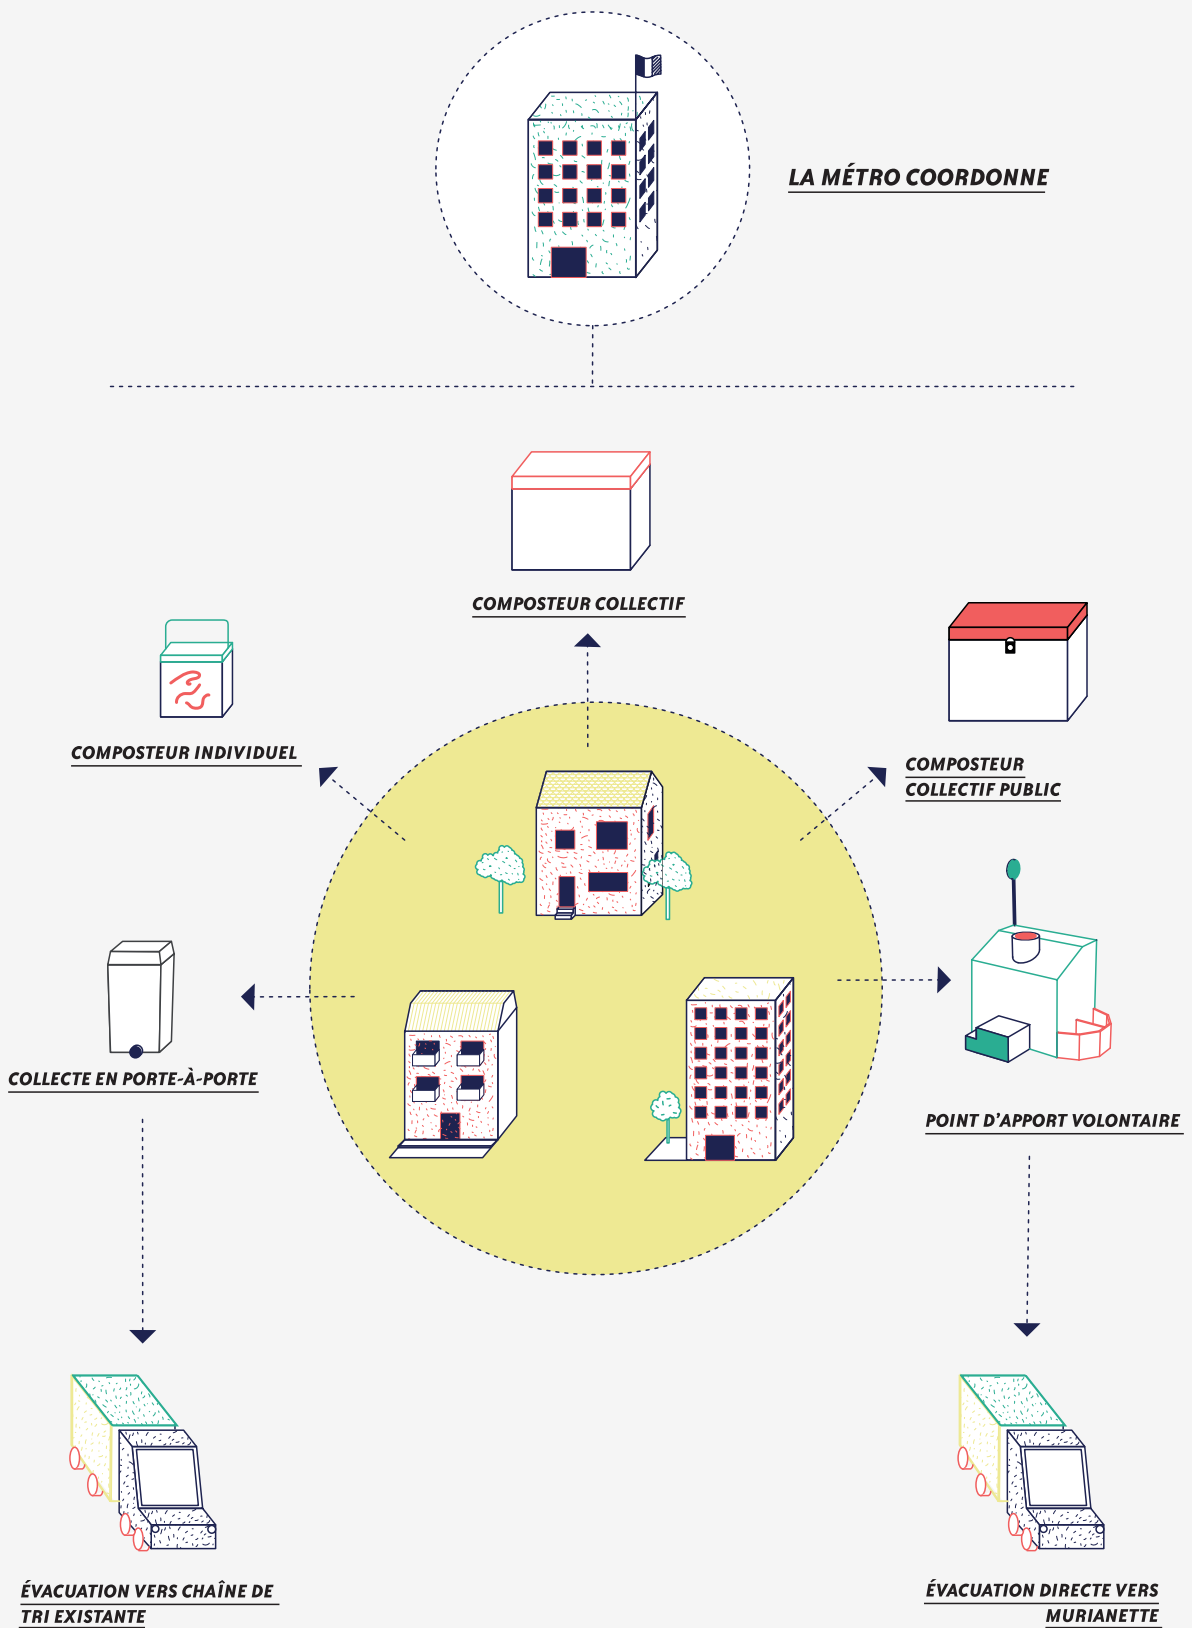 LA MÉTRO COORDONNE
COMPOSTEUR COLLECTIF
COMPOSTEUR INDIVIDUEL
COMPOSTEUR
COLLECTIF PUBLIC
COLLECTE EN PORTE-À-PORTE
POINT D'APPORT VOLONTAIRE
ÉVACUATION VERS CHAÎNE DE
TRI EXISTANTE
ÉVACUATION DIRECTE VERS
MURIANETTE